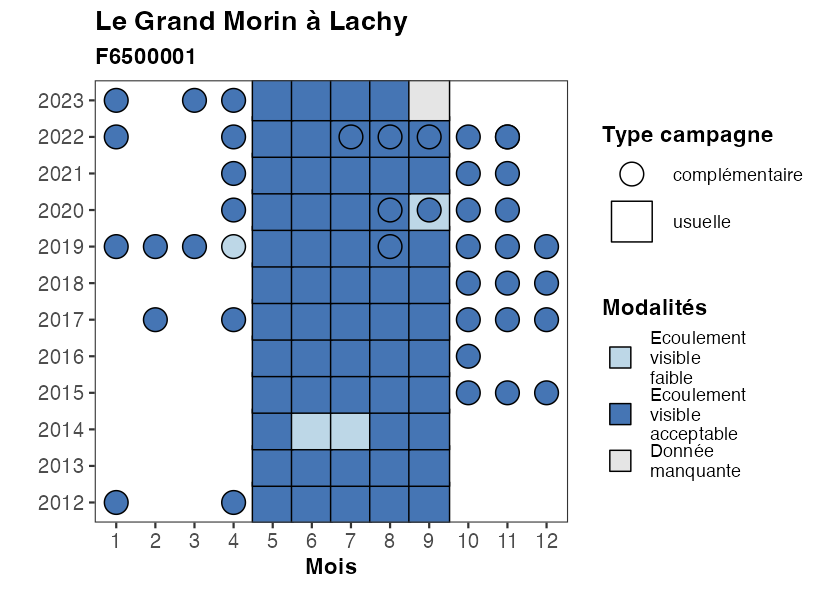 Le Grand Morin à Lachy
F6500001
2023
2022
2021
2020
2019
2018
2017
2016
2015
2014
2013
2012
1 2 3 4 5 6 7 8 9 10 11 12
Mois
Type campagne
complémentaire
usuelle
Modalités
Ecoulement
visible
faible
Ecoulement
visible
acceptable
Donnée
manquante